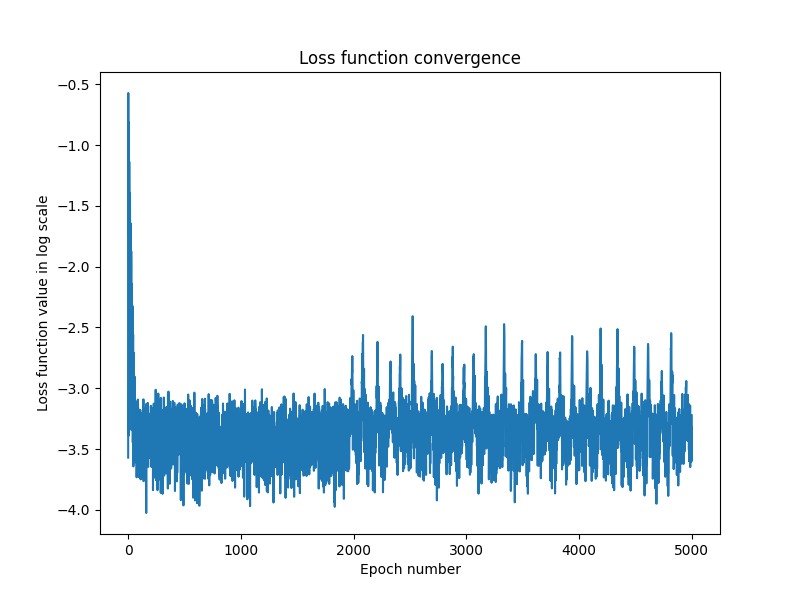 Loss function convergence
−0.5
−1.0
−1.5
−2.0
−2.5
−3.0
−3.5
−4.0
Loss function value in log scale
0 1000 2000 3000 4000 5000
Epoch number